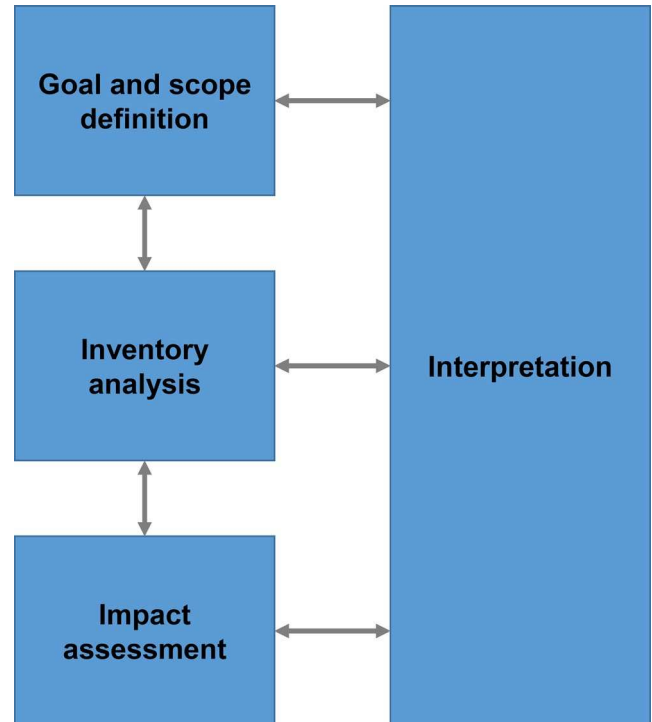 Goal and scope
definition
Inventory
analysis
Interpretation
Impact
assessment